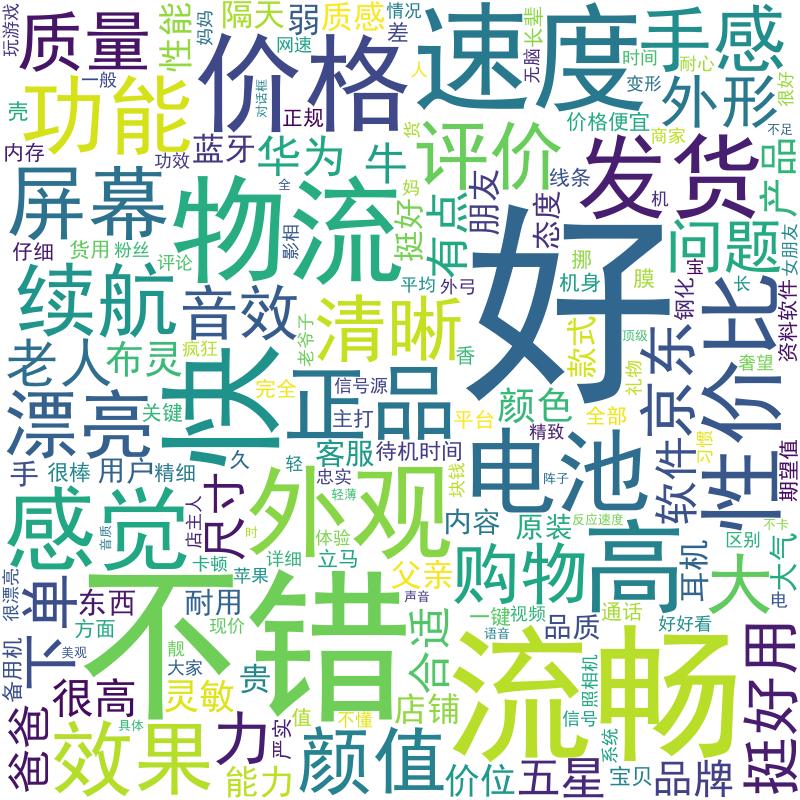 玩游戏
质量
性能
隔天
妈妈
弱
质感
情况
差
网速
一般
价格
对话框
速度
无脑
长辈
手感
时间
耐心
变形
很好
壳
功能
正规
外形
价格便宜
商家
不足
内存
功效
蓝牙
华为
牛
评价
货
发货
产品
全
屏幕
物流
妈
挺好
有点
朋友
态度
线条
机
问题
女朋友
仔细
货用
粉丝
评论
影相
平均
外弓
机身
挪
膜
钢化
长
续航
音效
清晰
好
款式
性价比
资料软件
老人
布灵
疯狂
老爷子
香
顶级
京东
奢望
漂亮
快
关键
完全
信号源
正品
主打
平台
颜色
礼物
全部
精致
习惯
期望值
手
很棒
用户
精细
久
轻
客服
忠实
待机时间
轻薄
块钱
电池
阵子
软件
感觉
店主人
尺寸
外观
内容
原装
反应速度
不卡
音质
时
体验
详细
立马
购物
高
耳机
区别
大
大气
很漂亮
下单
卡顿
苹果
不错
父亲
声音
东西
耐用
合适
一键
视频
通话
品质
曲
方面
现价
语音
好好看
备用机
美观
靓
大家
流畅
照相机
挺好用
爸爸
很高
灵敏
贵
店铺
信号
具体
值
不懂
效果
力
严实
颜值
系统
能力
价位
五星
宝贝
品牌